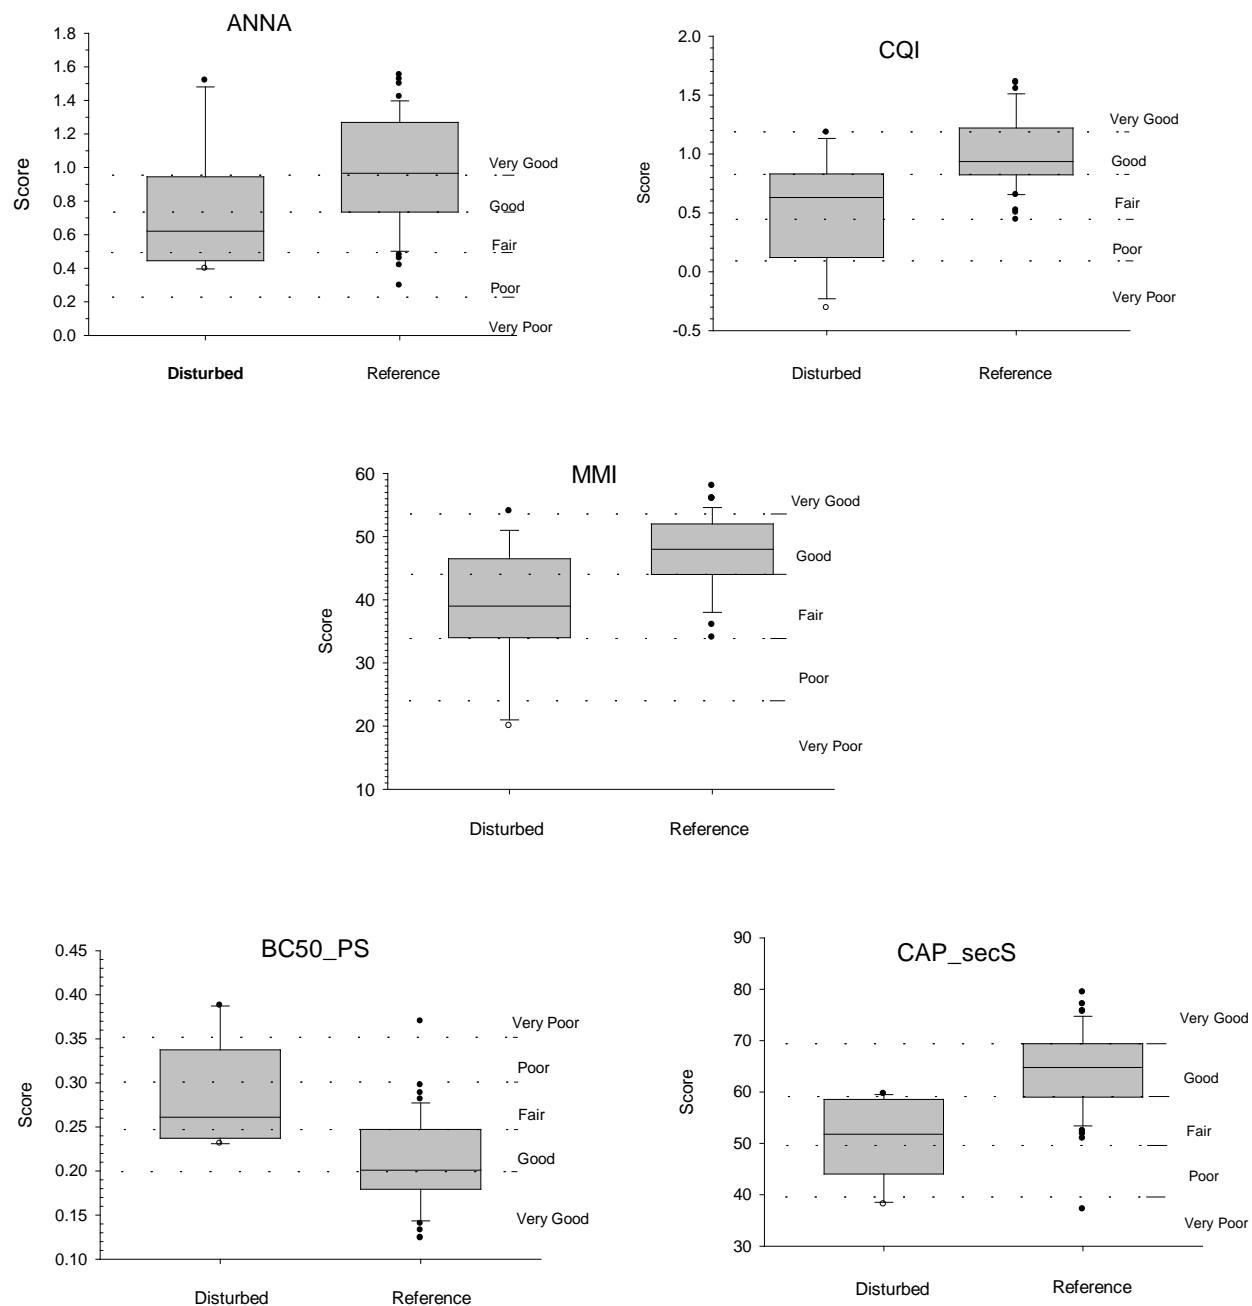 ANNA
Score
1.8
1.6
1.4
1.2
1.0
0.8
0.6
0.4
0.2
0.0
Very Good
Good
Fair
Poor
Very Poor
Disturbed
Reference
CQI
Score
2.0
1.5
1.0
0.5
0.0
-0.5
Very Good
Good
Fair
Poor
Very Poor
Disturbed
Reference
MMI
Score
60
50
40
30
20
10
Very Good
Good
Fair
Poor
Very Poor
Disturbed
Reference
BC50_PS
Score
0.45
0.40
0.35
0.30
0.25
0.20
0.15
0.10
Very Poor
Poor
Fair
Good
Very Good
Disturbed
Reference
CAP_secS
Score
90
80
70
60
50
40
30
Very Good
Good
Fair
Poor
Very Poor
Disturbed
Reference